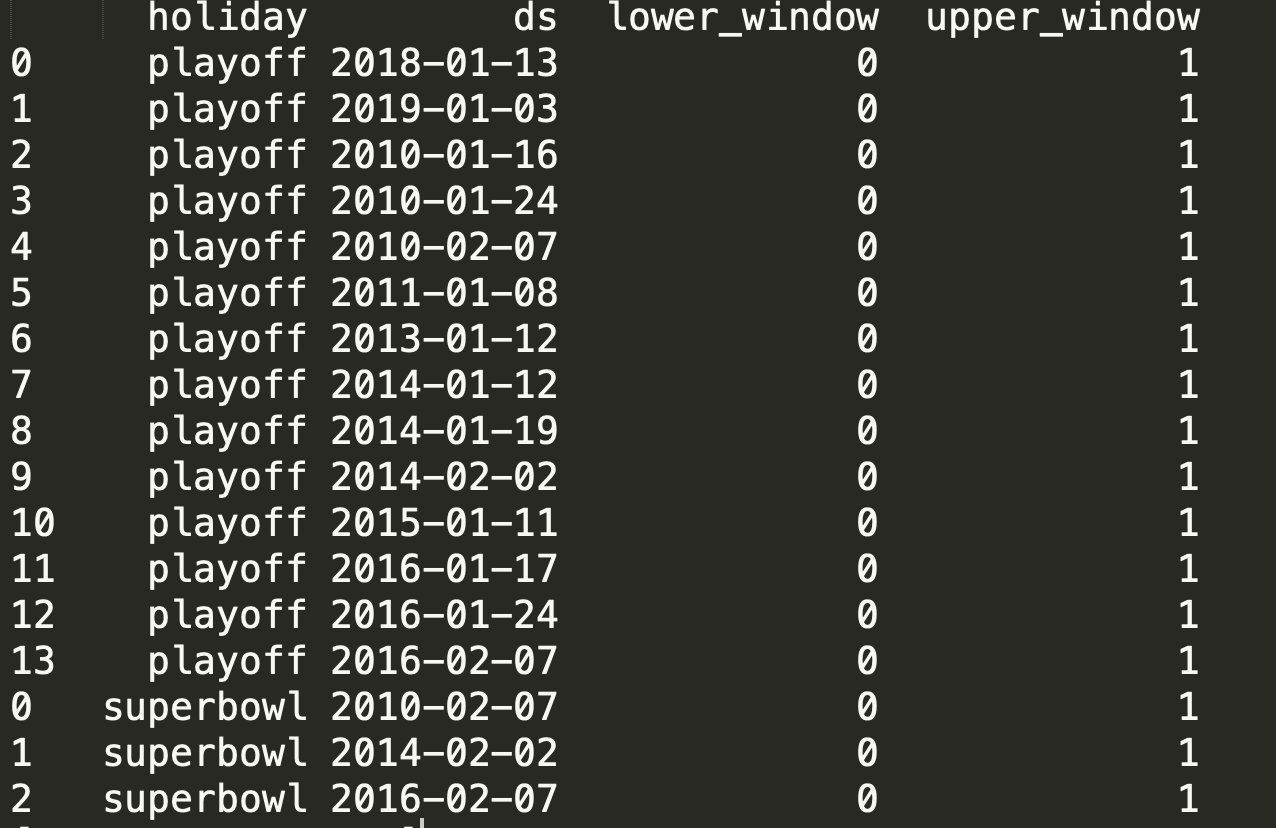 holiday ds lower_window upper_window
0 playoff 2018-01-13 0 1
1 playoff 2019-01-03 0 1
2 playoff 2010-01-16 0 1
3 playoff 2010-01-24 0 1
4 playoff 2010-02-07 0 1
5 playoff 2011-01-08 0 1
6 playoff 2013-01-12 0 1
7 playoff 2014-01-12 0 1
8 playoff 2014-01-19 0 1
9 playoff 2014-02-02 0 1
10 playoff 2015-01-11 0 1
11 playoff 2016-01-17 0 1
12 playoff 2016-01-24 0 1
13 playoff 2016-02-07 0 1
0 superbowl 2010-02-07 0 1
1 superbowl 2014-02-02 0 1
2 superbowl 2016-02-07 0 1